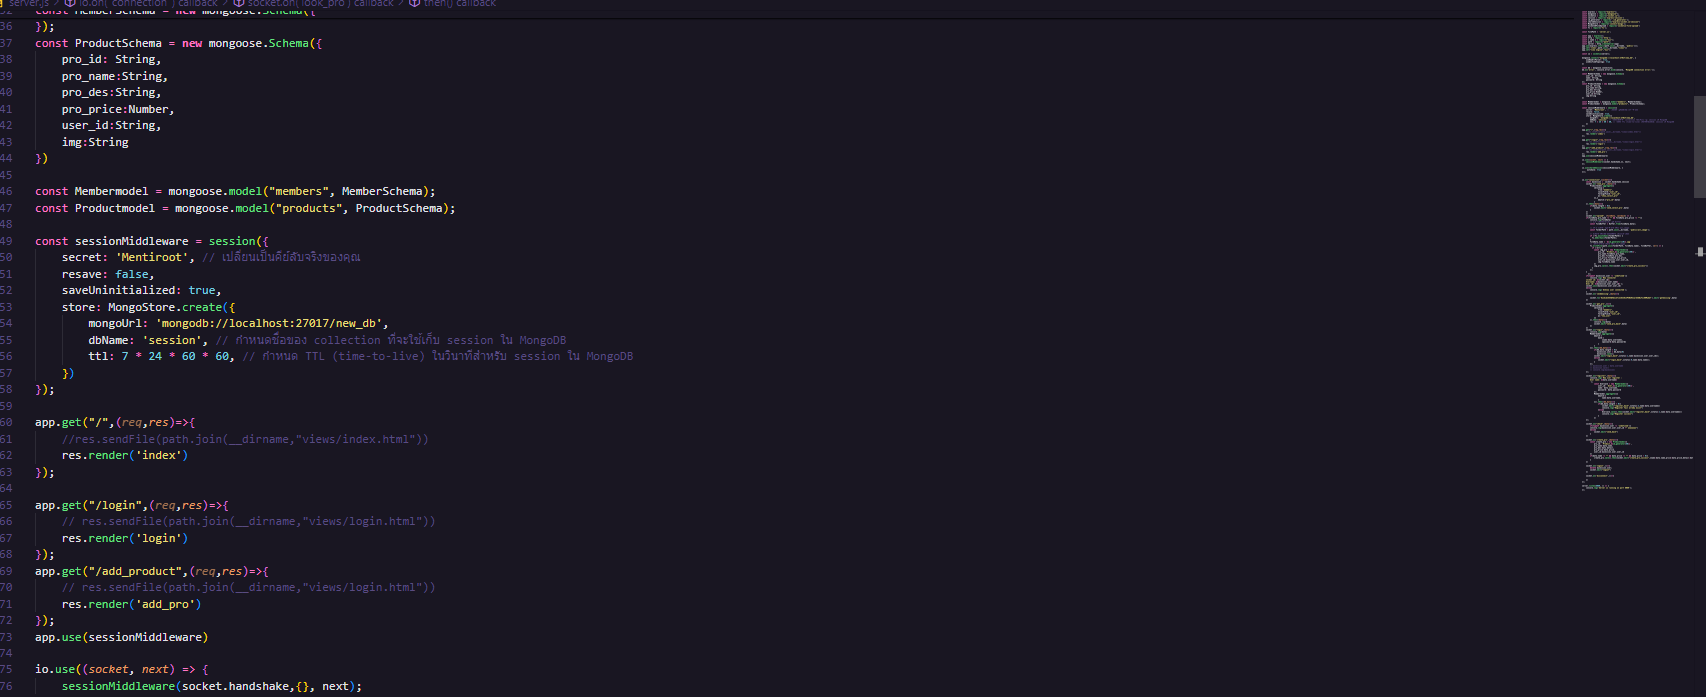 server.js / io.on('connection') callback / socket.on('look_pro') callback / then() callback
const MemberSchema = new mongoose.Schema({
36 });
37 const ProductSchema = new mongoose.Schema({
38 pro_id: String,
39 pro_name:String,
40 pro_des:String,
41 pro_price:Number,
42 user_id:String,
43 img:String
44 })
45
46 const Membermodel = mongoose.model("members", MemberSchema);
47 const Productmodel = mongoose.model("products", ProductSchema);
48
49 const sessionMiddleware = session({
50 secret: 'Mentiroot', // เปลี่ยนเป็นคีย์ลับจริงของคุณ
51 resave: false,
52 saveUninitialized: true,
53 store: MongoStore.create({
54 mongoUrl: 'mongodb://localhost:27017/new_db',
55 dbName: 'session', // กำหนดชื่อของ collection ที่จะใช้เก็บ session ใน MongoDB
56 ttl: 7 * 24 * 60 * 60, // กำหนด TTL (time-to-live) ในวินาทีสำหรับ session ใน MongoDB
57 })
58 });
59
60 app.get("/",(req,res)=>{
61 //res.sendFile(path.join(__dirname,"views/index.html"))
62 res.render('index')
63 });
64
65 app.get("/login",(req,res)=>{
66 // res.sendFile(path.join(__dirname,"views/login.html"))
67 res.render('login')
68 });
69 app.get("/add_product",(req,res)=>{
70 // res.sendFile(path.join(__dirname,"views/login.html"))
71 res.render('add_pro')
72 });
73 app.use(sessionMiddleware)
74
75 io.use((socket, next) => {
76 sessionMiddleware(socket.handshake,{}, next);